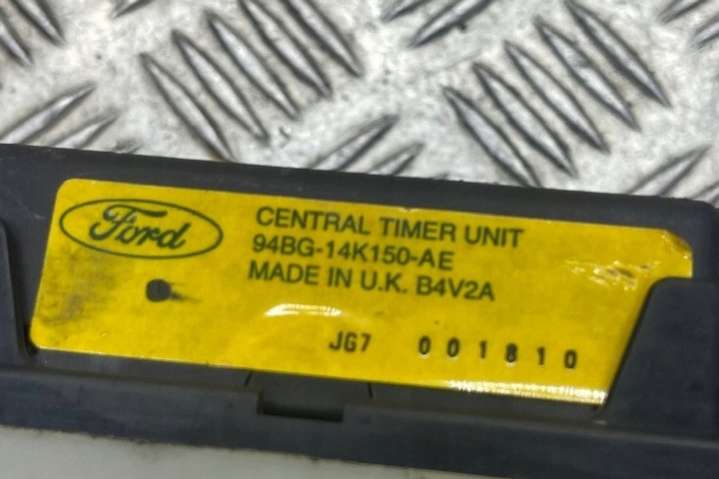 Ford
CENTRAL TIMER UNIT
94BG-14K150-AE
MADE IN U.K. B4V2A
JG7 001810